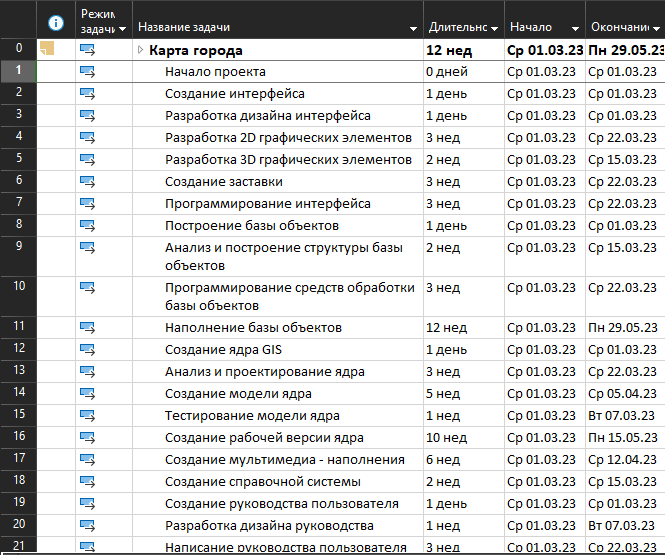 Режим задачи Название задачи Длительнс Начало Окончание
0 Карта города 12 нед Ср 01.03.23 Пн 29.05.23
1 Начало проекта 0 дней Ср 01.03.23 Ср 01.03.23
2 Создание интерфейса 1 день Ср 01.03.23 Ср 01.03.23
3 Разработка дизайна интерфейса 1 день Ср 01.03.23 Ср 01.03.23
4 Разработка 2D графических элементов 3 нед Ср 01.03.23 Ср 22.03.23
5 Разработка 3D графических элементов 2 нед Ср 01.03.23 Ср 15.03.23
6 Создание заставки 3 нед Ср 01.03.23 Ср 22.03.23
7 Программирование интерфейса 3 нед Ср 01.03.23 Ср 22.03.23
8 Построение базы объектов 1 день Ср 01.03.23 Ср 01.03.23
9 Анализ и построение структуры базы 2 нед Ср 01.03.23 Ср 15.03.23
объектов
10 Программирование средств обработки 3 нед Ср 01.03.23 Ср 22.03.23
базы объектов
11 Наполнение базы объектов 12 нед Ср 01.03.23 Пн 29.05.23
12 Создание ядра GIS 1 день Ср 01.03.23 Ср 01.03.23
13 Анализ и проектирование ядра 3 нед Ср 01.03.23 Ср 22.03.23
14 Создание модели ядра 5 нед Ср 01.03.23 Ср 05.04.23
15 Тестирование модели ядра 1 нед Ср 01.03.23 Вт 07.03.23
16 Создание рабочей версии ядра 10 нед Ср 01.03.23 Пн 15.05.23
17 Создание мультимедиа - наполнения 6 нед Ср 01.03.23 Ср 12.04.23
18 Создание справочной системы 2 нед Ср 01.03.23 Ср 15.03.23
19 Создание руководства пользователя 1 день Ср 01.03.23 Ср 01.03.23
20 Разработка дизайна руководства 1 нед Ср 01.03.23 Вт 07.03.23
21 Написание руководства пользователя 3 нед Ср 01.03.23 Ср 22.03.23